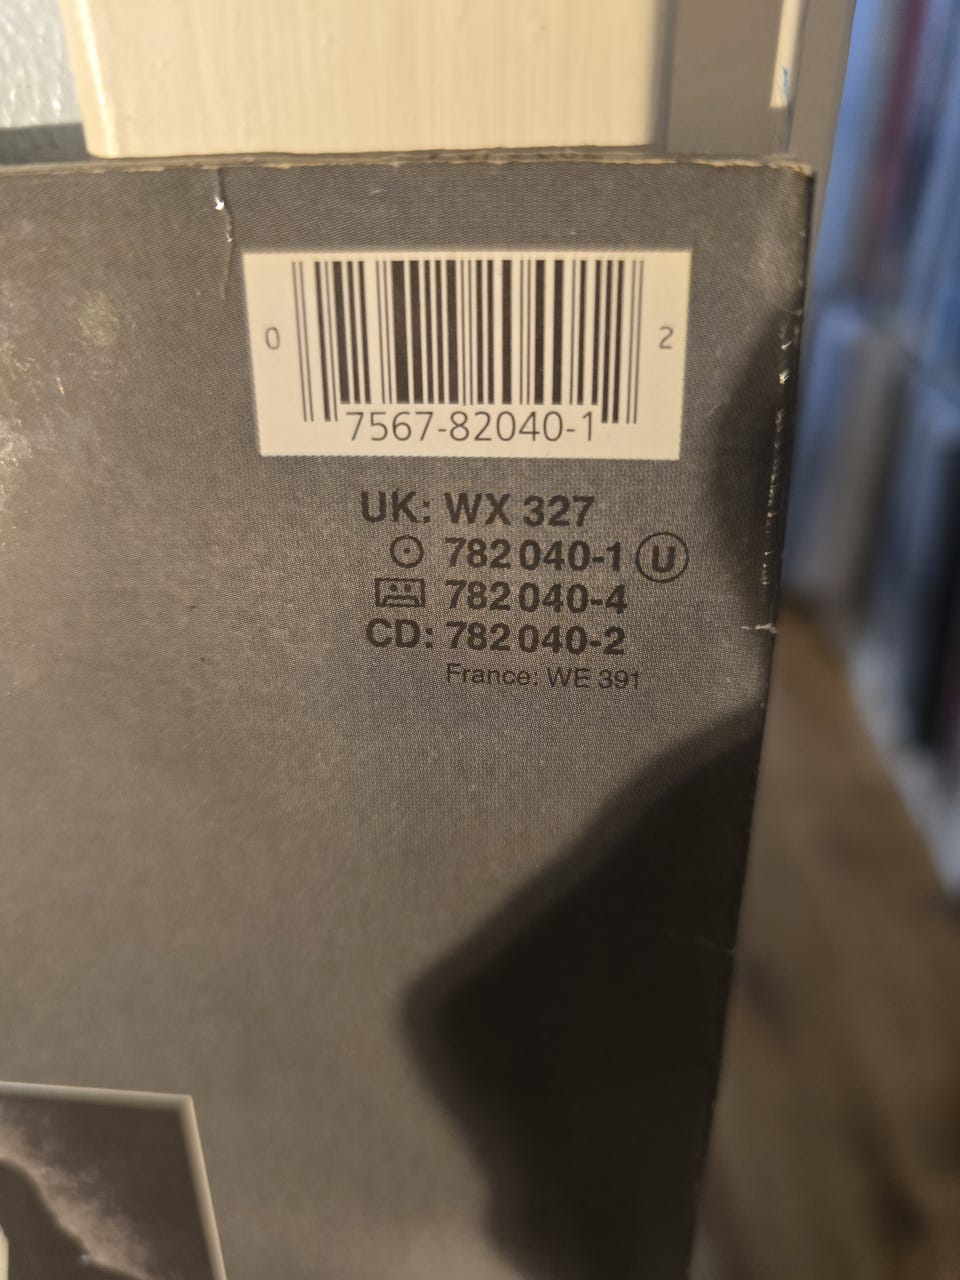 0 2
7567-82040-1
UK: WX 327
782 040-1 U
782 040-4
CD: 782 040-2
France: WE 391